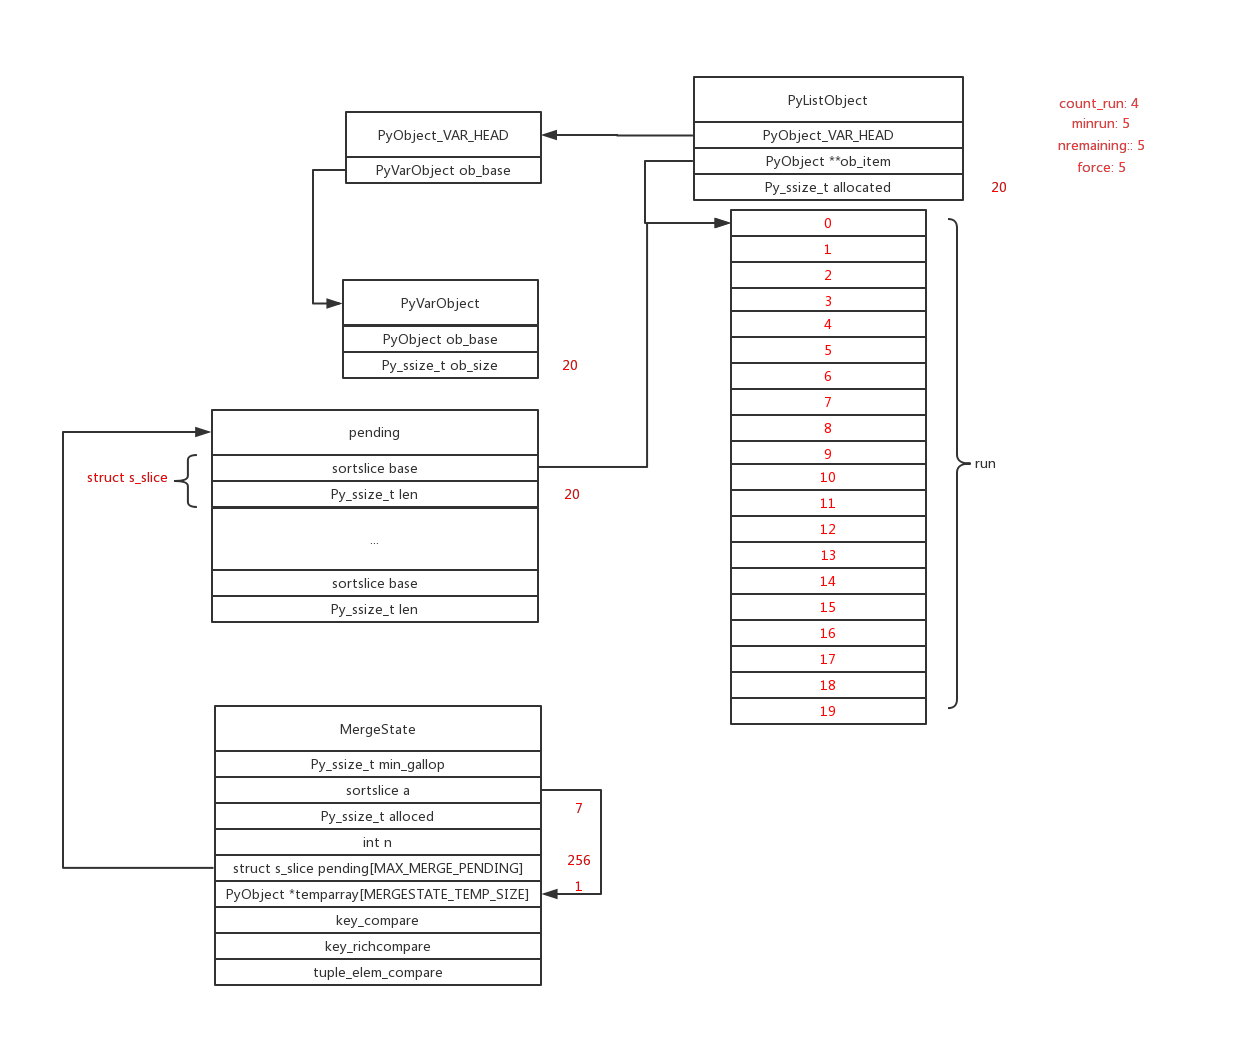 PyListObject
PyObject_VAR_HEAD
PyObject **ob_item
Py_ssize_t allocated
20
count_run: 4
minrun: 5
nremaining:: 5
force: 5
PyObject_VAR_HEAD
PyVarObject ob_base
PyVarObject
PyObject ob_base
Py_ssize_t ob_size
20
0
1
2
3
4
5
6
7
8
9
10
11
12
13
14
15
16
17
18
19
run
pending
struct s_slice
sortslice base
Py_ssize_t len
20
...
sortslice base
Py_ssize_t len
MergeState
Py_ssize_t min_gallop
sortslice a
7
Py_ssize_t alloced
int n
256
struct s_slice pending[MAX_MERGE_PENDING]
1
PyObject *temparray[MERGESTATE_TEMP_SIZE]
key_compare
key_richcompare
tuple_elem_compare